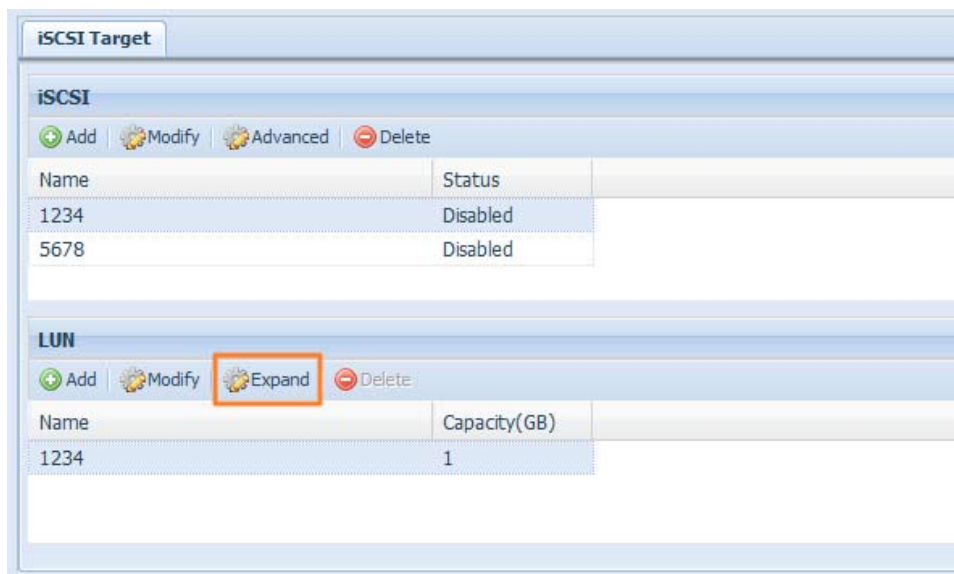 iSCSI Target
iSCSI
Add Modify Advanced Delete
Name Status
1234 Disabled
5678 Disabled
LUN
Add Modify Expand Delete
Name Capacity(GB)
1234 1